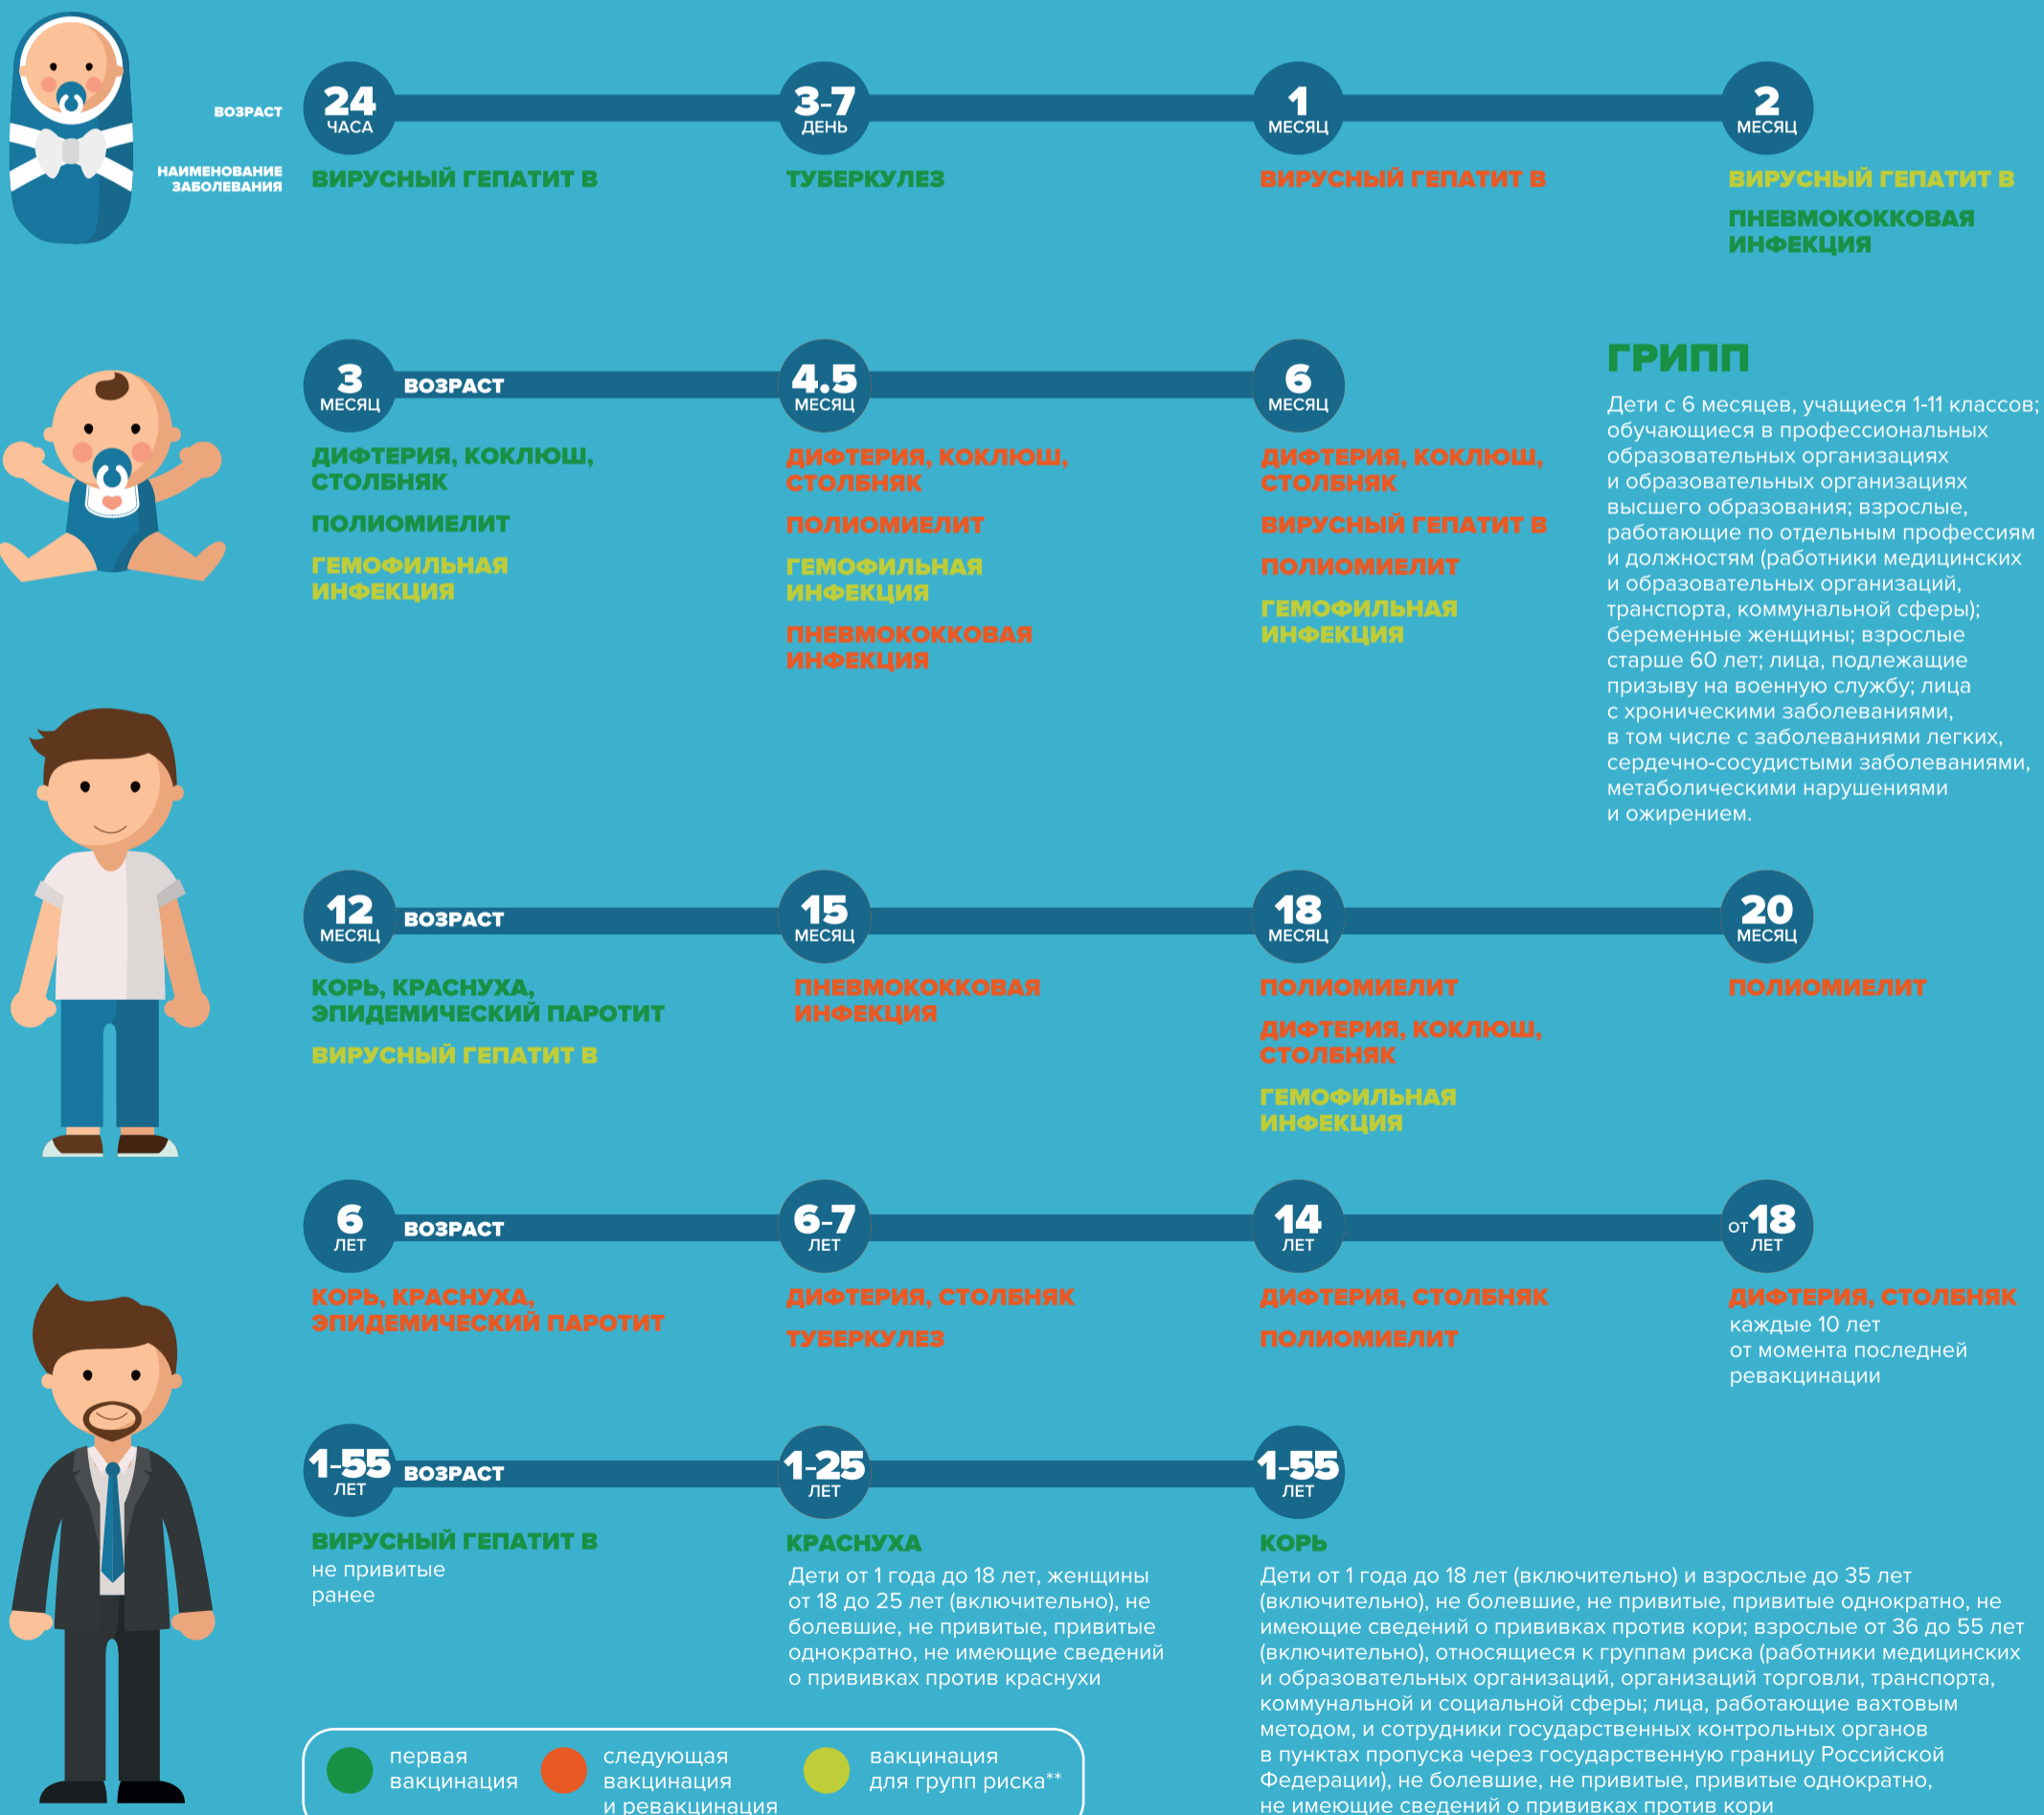 ВОЗРАСТ
24
ЧАСА
3-7
ДЕНЬ
1
МЕСЯЦ
2
МЕСЯЦ
НАИМЕНОВАНИЕ
ЗАБОЛЕВАНИЯ
ВИРУСНЫЙ ГЕПАТИТ В
ТУБЕРКУЛЕЗ
ВИРУСНЫЙ ГЕПАТИТ В
ВИРУСНЫЙ ГЕПАТИТ В
ПНЕВМОКОККОВАЯ
ИНФЕКЦИЯ
3
МЕСЯЦ
ВОЗРАСТ
4.5
МЕСЯЦ
6
МЕСЯЦ
ДИФТЕРИЯ, КОКЛЮШ,
СТОЛБНЯК
ПОЛИОМИЕЛИТ
ГЕМОФИЛЬНАЯ
ИНФЕКЦИЯ
ДИФТЕРИЯ, КОКЛЮШ,
СТОЛБНЯК
ПОЛИОМИЕЛИТ
ГЕМОФИЛЬНАЯ
ИНФЕКЦИЯ
ПНЕВМОКОККОВАЯ
ИНФЕКЦИЯ
ДИФТЕРИЯ, КОКЛЮШ,
СТОЛБНЯК
ВИРУСНЫЙ ГЕПАТИТ В
ПОЛИОМИЕЛИТ
ГЕМОФИЛЬНАЯ
ИНФЕКЦИЯ
ГРИПП
Дети с 6 месяцев, учащиеся 1-11 классов;
обучающиеся в профессиональных
образовательных организациях
и образовательных организациях
высшего образования; взрослые,
работающие по отдельным профессиям
и должностям (работники медицинских
и образовательных организаций,
транспорта, коммунальной сферы);
беременные женщины; взрослые
старше 60 лет; лица, подлежащие
призыву на военную службу; лица
с хроническими заболеваниями,
в том числе с заболеваниями легких,
сердечно-сосудистыми заболеваниями,
метаболическими нарушениями
и ожирением.
12
МЕСЯЦ
ВОЗРАСТ
15
МЕСЯЦ
18
МЕСЯЦ
20
МЕСЯЦ
КОРЬ, КРАСНУХА,
ЭПИДЕМИЧЕСКИЙ ПАРОТИТ
ВИРУСНЫЙ ГЕПАТИТ В
ПНЕВМОКОККОВАЯ
ИНФЕКЦИЯ
ПОЛИОМИЕЛИТ
ДИФТЕРИЯ, КОКЛЮШ,
СТОЛБНЯК
ГЕМОФИЛЬНАЯ
ИНФЕКЦИЯ
ПОЛИОМИЕЛИТ
6
ЛЕТ
ВОЗРАСТ
6-7
ЛЕТ
14
ЛЕТ
от 18
ЛЕТ
КОРЬ, КРАСНУХА,
ЭПИДЕМИЧЕСКИЙ ПАРОТИТ
ДИФТЕРИЯ, СТОЛБНЯК
ТУБЕРКУЛЕЗ
ДИФТЕРИЯ, СТОЛБНЯК
ПОЛИОМИЕЛИТ
ДИФТЕРИЯ, СТОЛБНЯК
каждые 10 лет
от момента последней
ревакцинации
1-55
ЛЕТ
ВОЗРАСТ
1-25
ЛЕТ
1-55
ЛЕТ
ВИРУСНЫЙ ГЕПАТИТ В
не привитые
ранее
КРАСНУХА
Дети от 1 года до 18 лет, женщины
от 18 до 25 лет (включительно), не
болевшие, не привитые, привитые
однократно, не имеющие сведений
о прививках против краснухи
КОРЬ
Дети от 1 года до 18 лет (включительно) и взрослые до 35 лет
(включительно), не болевшие, не привитые, привитые однократно, не
имеющие сведений о прививках против кори; взрослые от 36 до 55 лет
(включительно), относящиеся к группам риска (работники медицинских
и образовательных организаций, организаций торговли, транспорта,
коммунальной и социальной сферы; лица, работающие вахтовым
методом, и сотрудники государственных контрольных органов
в пунктах пропуска через государственную границу Российской
Федерации), не болевшие, не привитые, привитые однократно,
не имеющие сведений о прививках против кори
первая
вакцинация
следующая
вакцинация
и ревакцинация
вакцинация
для групп риска**